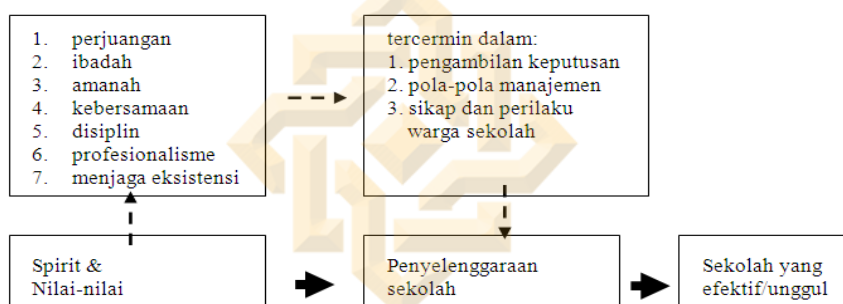 1. perjuangan
2. ibadah
3. amanah
4. kebersamaan
5. disiplin
6. profesionalisme
7. menjaga eksistensi
tercermin dalam:
1. pengambilan keputusan
2. pola-pola manajemen
3. sikap dan perilaku
warga sekolah
Spirit &
Nilai-nilai
Penyelenggaraan
sekolah
Sekolah yang
efektif/unggul